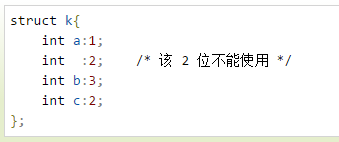 struct k{
    int a:1;
    int  :2;    /* 该 2 位不能使用 */
    int b:3;
    int c:2;
};